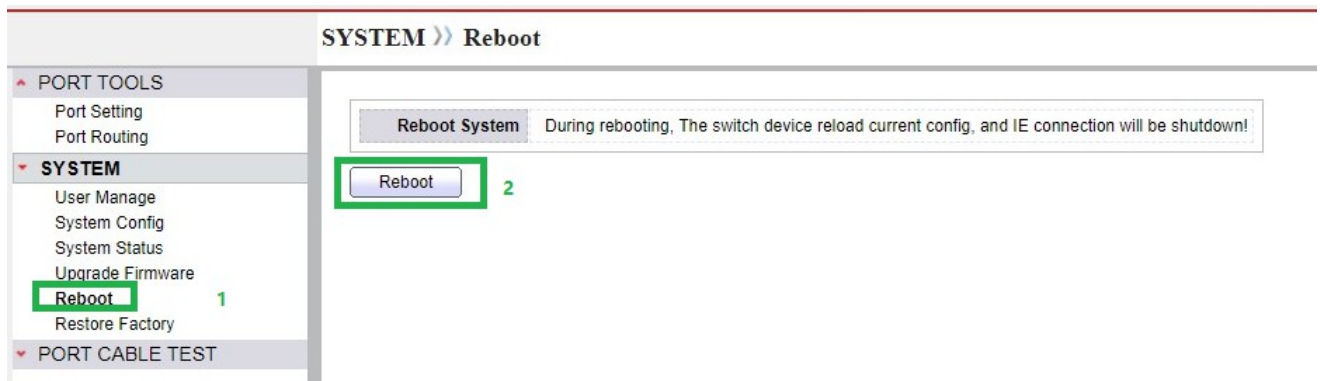 SYSTEM 》 Reboot
PORT TOOLS
Port Setting
Port Routing
SYSTEM
User Manage
System Config
System Status
Upgrade Firmware
Reboot 1
Restore Factory
PORT CABLE TEST
Reboot System During rebooting, The switch device reload current config, and IE connection will be shutdown!
Reboot 2